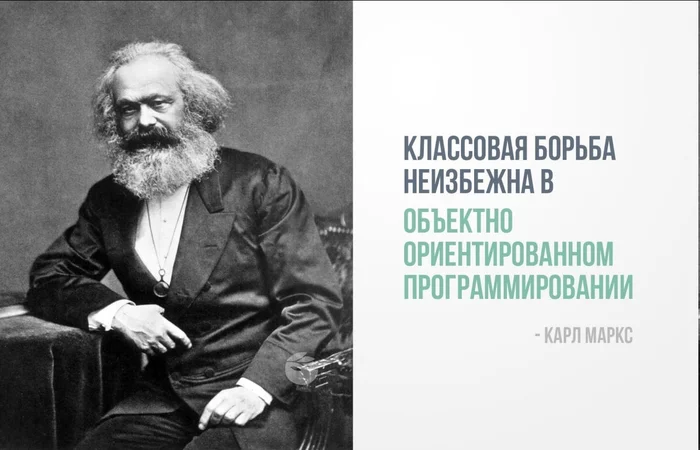 КЛАССОВАЯ БОРЬБА
НЕИЗБЕЖНА В
ОБЪЕКТНО
ОРИЕНТИРОВАННОМ
ПРОГРАММИРОВАНИИ
- КАРЛ МАРКС